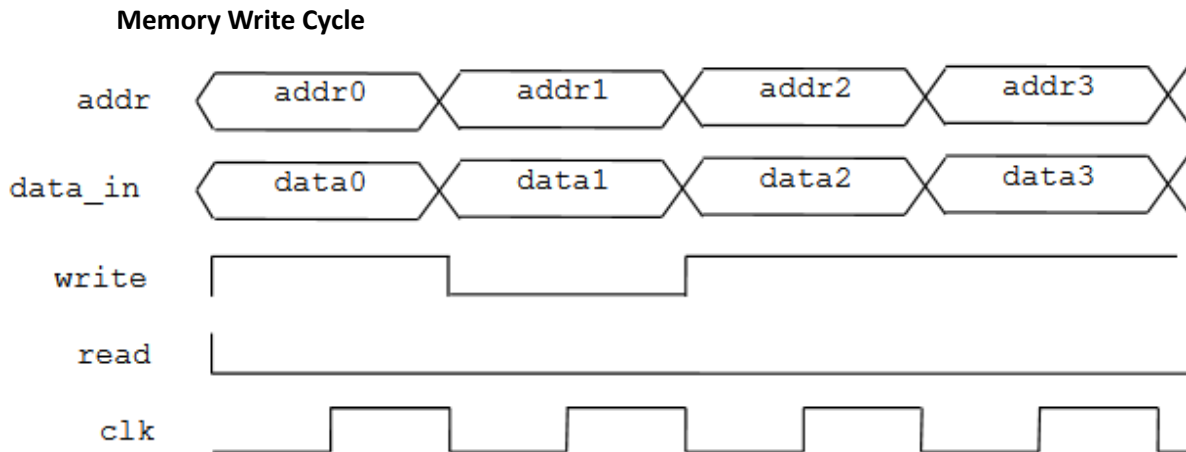 Memory Write Cycle
addr addr0 addr1 addr2 addr3
data_in data0 data1 data2 data3
write
read
clk